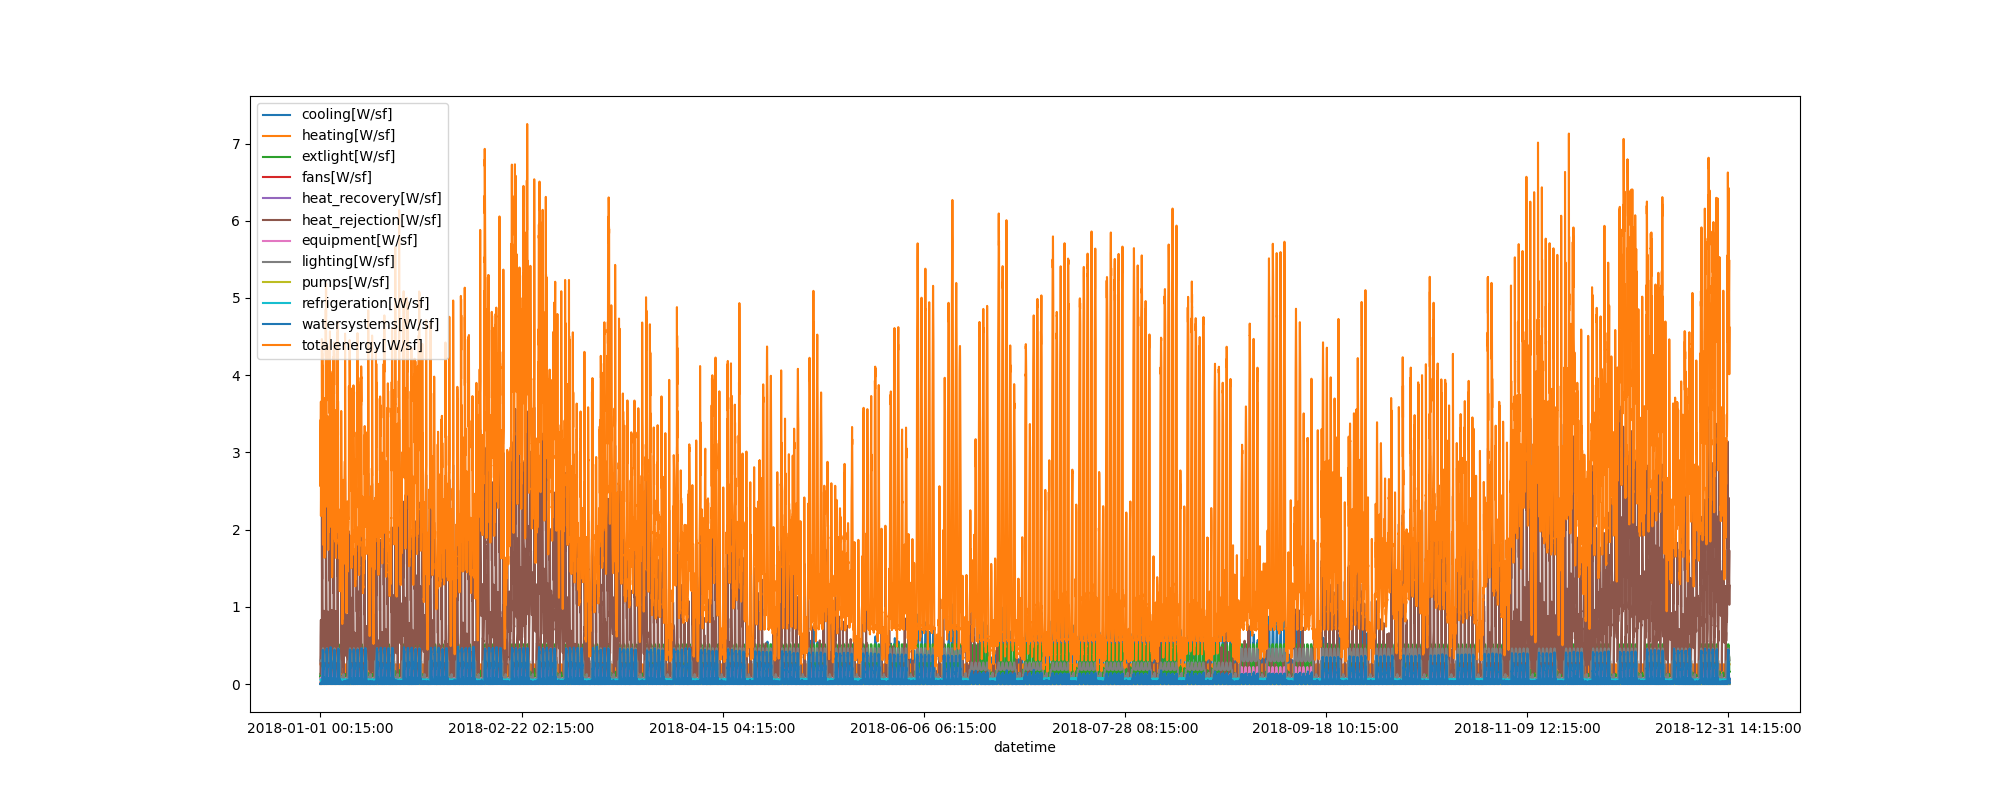 cooling[W/sf]
heating[W/sf]
extlight[W/sf]
fans[W/sf]
heat_recovery[W/sf]
heat_rejection[W/sf]
equipment[W/sf]
lighting[W/sf]
pumps[W/sf]
refrigeration[W/sf]
watersystems[W/sf]
totalenergy[W/sf]
7
6
5
4
3
2
1
0
2018-01-01 00:15:00
2018-02-22 02:15:00
2018-04-15 04:15:00
2018-06-06 06:15:00
2018-07-28 08:15:00
2018-09-18 10:15:00
2018-11-09 12:15:00
2018-12-31 14:15:00
datetime